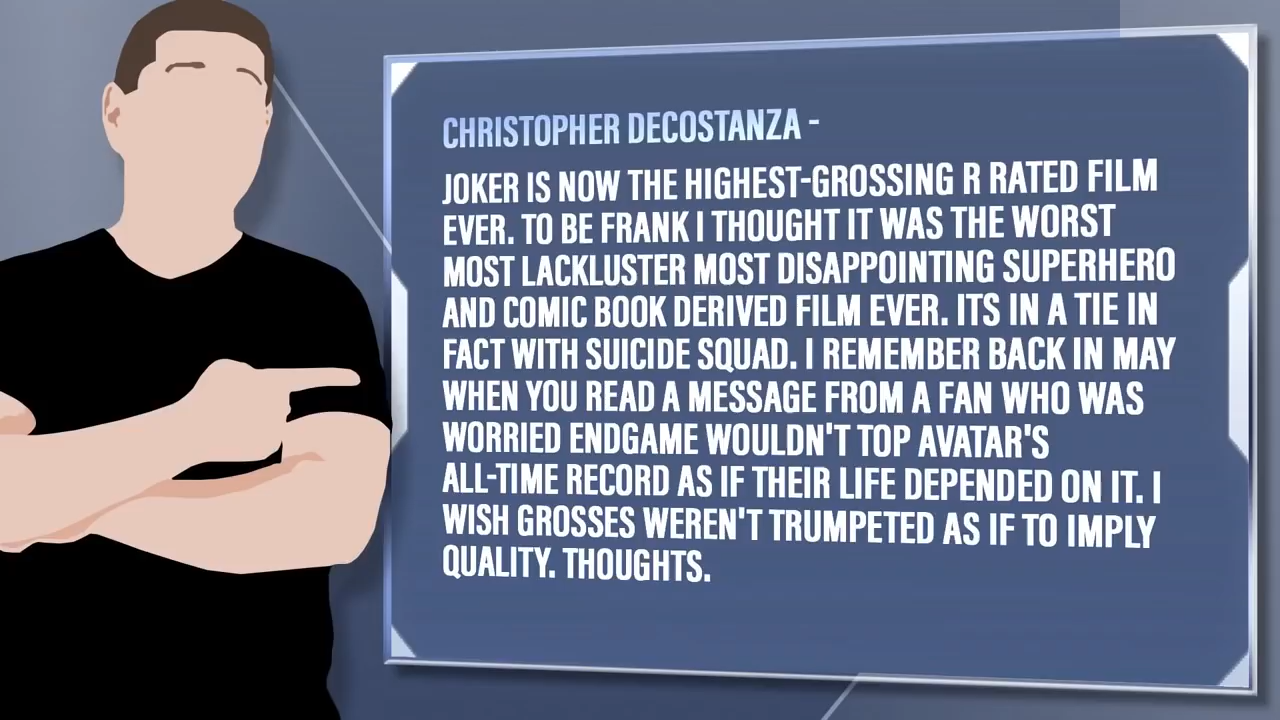 CHRISTOPHER DECOSTANZA -
JOKER IS NOW THE HIGHEST-GROSSING R RATED FILM
EVER. TO BE FRANK I THOUGHT IT WAS THE WORST
MOST LACKLUSTER MOST DISAPPOINTING SUPERHERO
AND COMIC BOOK DERIVED FILM EVER. ITS IN A TIE IN
FACT WITH SUICIDE SQUAD. I REMEMBER BACK IN MAY
WHEN YOU READ A MESSAGE FROM A FAN WHO WAS
WORRIED ENDGAME WOULDN'T TOP AVATAR'S
ALL-TIME RECORD AS IF THEIR LIFE DEPENDED ON IT. I
WISH GROSSES WEREN'T TRUMPETED AS IF TO IMPLY
QUALITY. THOUGHTS.